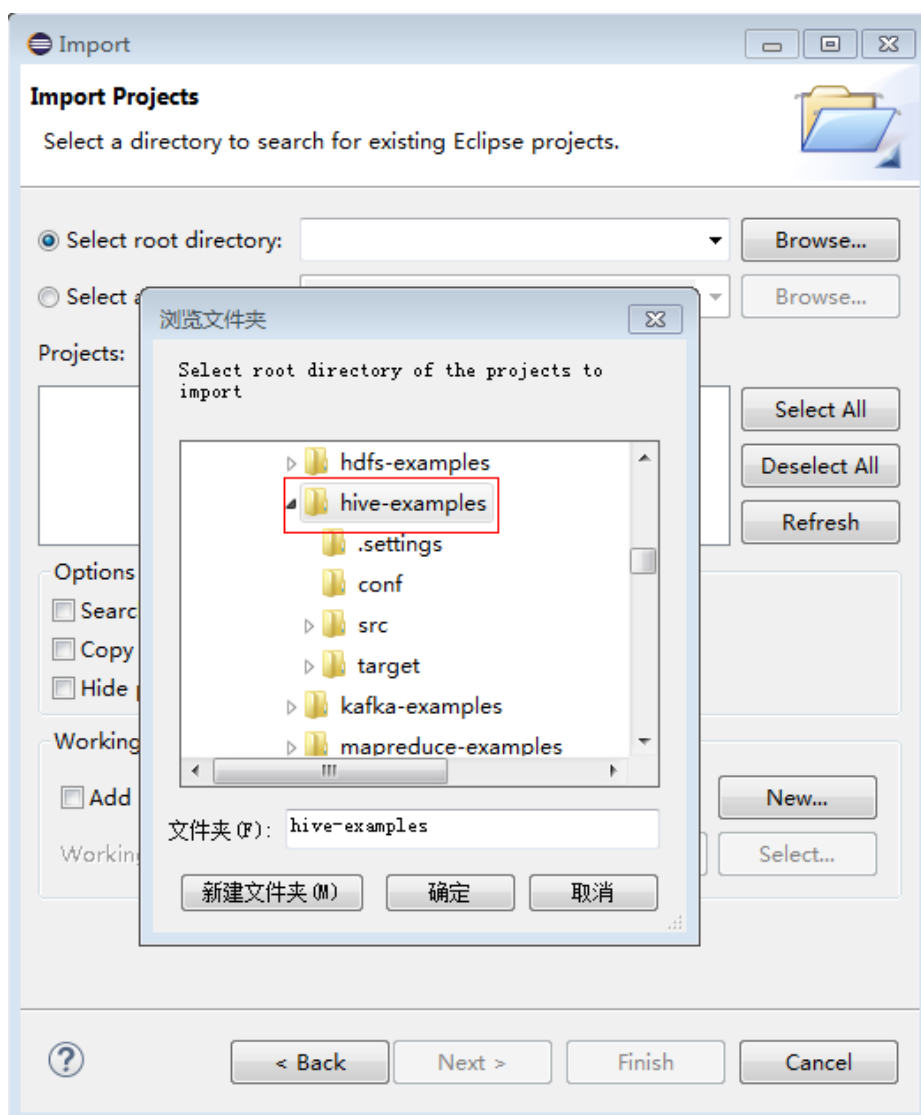 Import
Import Projects
Select a directory to search for existing Eclipse projects.
Select root directory:
Browse...
Select a
Browse...
浏览文件夹
Projects:
Select root directory of the projects to
import
Select All
Deselect All
Refresh
hdfs-examples
hive-examples
.settings
conf
src
target
kafka-examples
mapreduce-examples
Options
Searc
Copy
Hide
Working
Add
New...
文件夹(F): hive-examples
Working
Select...
新建文件夹(M) 确定 取消
< Back Next > Finish Cancel